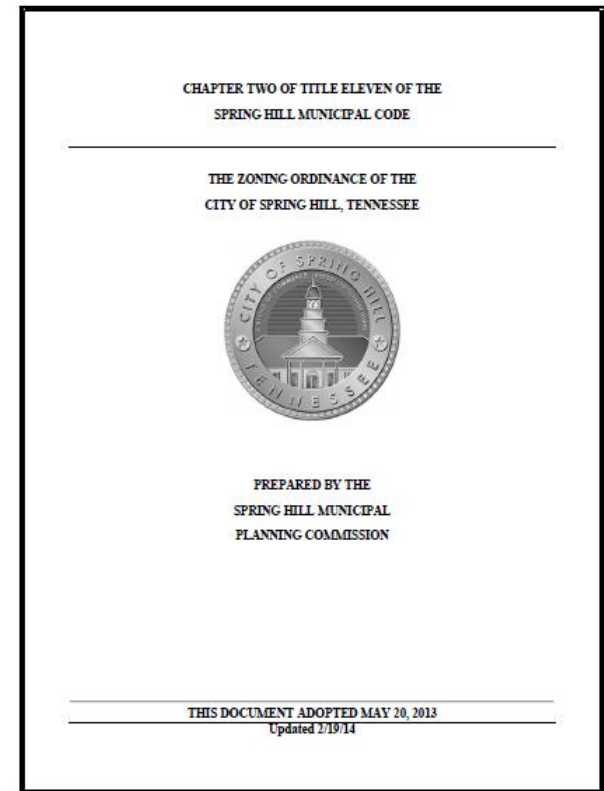 CHAPTER TWO OF TITLE ELEVEN OF THE
SPRING HILL MUNICIPAL CODE
THE ZONING ORDINANCE OF THE
CITY OF SPRING HILL, TENNESSEE
CITY OF SPRING HILL
TENNESSEE
PREPARED BY THE
SPRING HILL MUNICIPAL
PLANNING COMMISSION
THIS DOCUMENT ADOPTED MAY 20, 2013
Updated 2/19/14